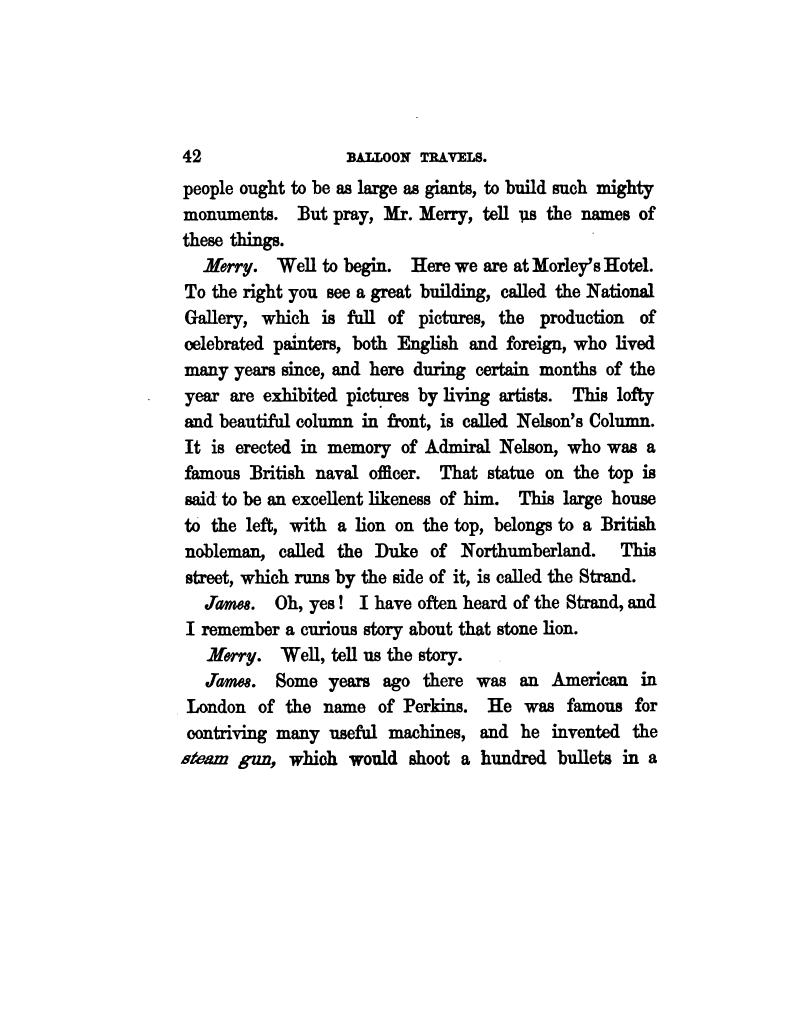 42 BALLOON TRAVELS.
people ought to be as large as giants, to build such mighty
monuments. But pray, Mr. Merry, tell us the names of
these things.
Merry. Well to begin. Here we are at Morley's Hotel.
To the right you see a great building, called the National
Gallery, which is full of pictures, the production of
celebrated painters, both English and foreign, who lived
many years since, and here during certain months of the
year are exhibited pictures by living artists. This lofty
and beautiful column in front, is called Nelson's Column.
It is erected in memory of Admiral Nelson, who was a
famous British naval officer. That statue on the top is
said to be an excellent likeness of him. This large house
to the left, with a lion on the top, belongs to a British
nobleman, called the Duke of Northumberland. This
street, which runs by the side of it, is called the Strand.
James. Oh, yes! I have often heard of the Strand, and
I remember a curious story about that stone lion.
Merry. Well, tell us the story.
James. Some years ago there was an American in
London of the name of Perkins. He was famous for
contriving many useful machines, and he invented the
steam gun, which would shoot a hundred bullets in a